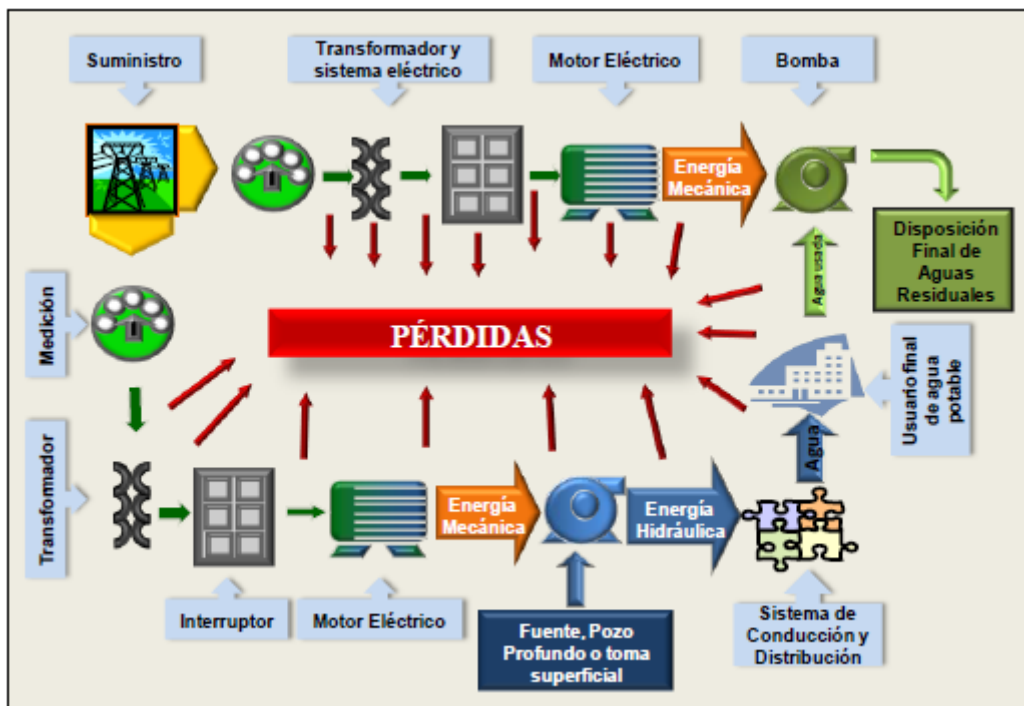 Suministro
Transformador y
sistema eléctrico
Motor Eléctrico
Bomba
Energía
Mecánica
Disposición
Final de
Aguas
Residuales
Agua usada
Medición
PÉRDIDAS
Usuario final
de agua
potable
Transformador
Agua
Energía
Mecánica
Energía
Hidráulica
Interruptor
Motor Eléctrico
Fuente, Pozo
Profundo o toma
superficial
Sistema de
Conducción y
Distribución